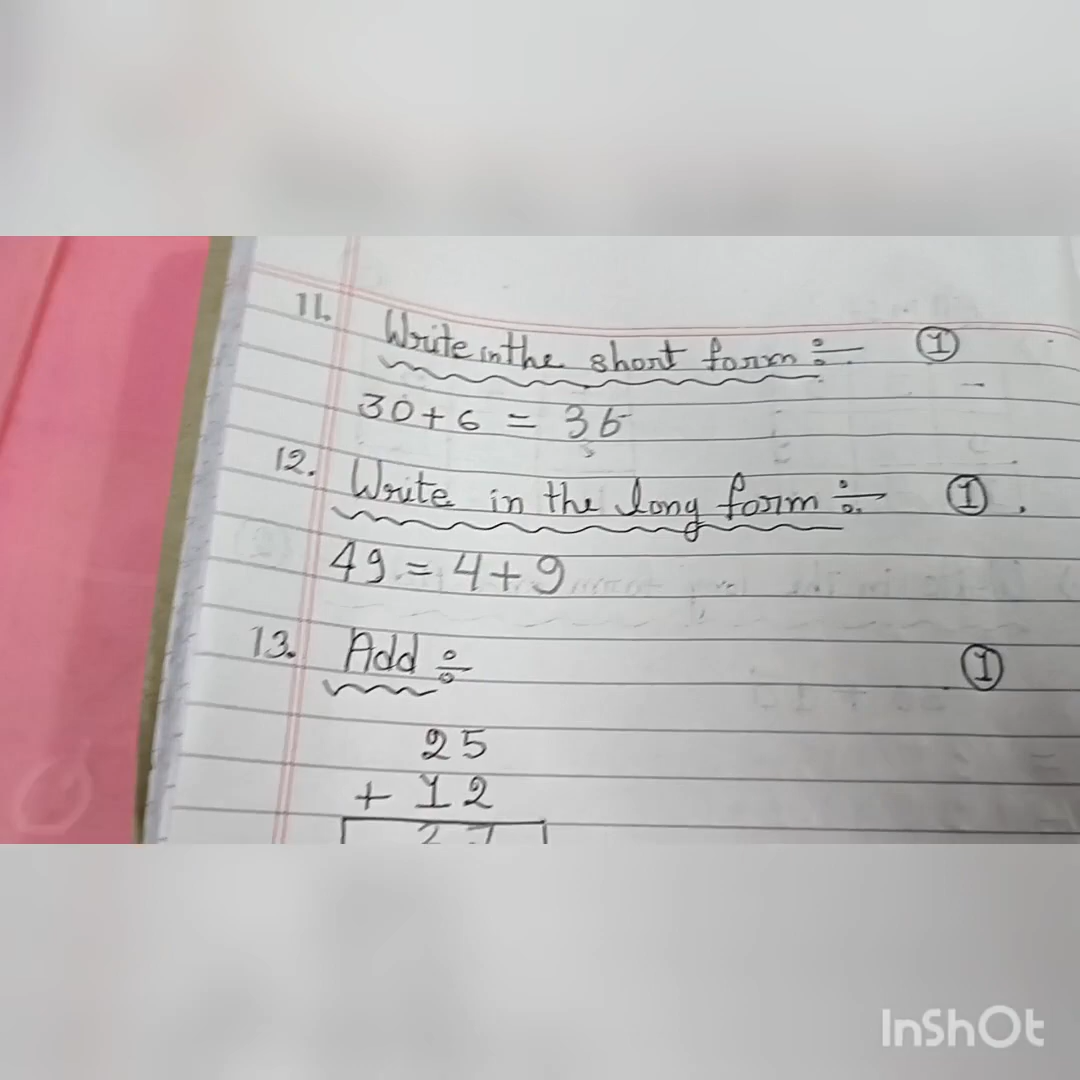 11. Write in the short form :- ①
30+6 = 36
12. Write in the long form :- ① .
49 = 4+9
13. Add :- ①
25
+ 12
37
InShOt